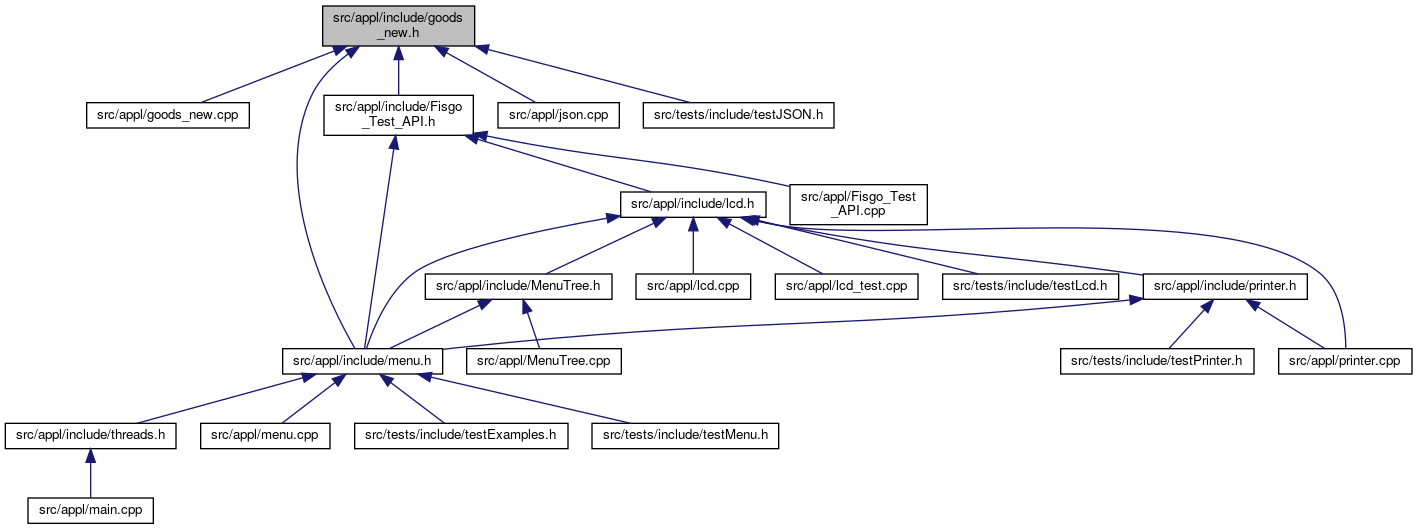 src/appl/include/goods
_new.h
src/appl/goods_new.cpp
src/appl/include/Fisgo
_Test_API.h
src/appl/json.cpp
src/tests/include/testJSON.h
src/appl/include/lcd.h
src/appl/Fisgo_Test
_API.cpp
src/appl/include/MenuTree.h
src/appl/lcd.cpp
src/appl/lcd_test.cpp
src/tests/include/testLcd.h
src/appl/include/printer.h
src/appl/include/menu.h
src/appl/MenuTree.cpp
src/tests/include/testPrinter.h
src/appl/printer.cpp
src/appl/include/threads.h
src/appl/menu.cpp
src/tests/include/testExamples.h
src/tests/include/testMenu.h
src/appl/main.cpp